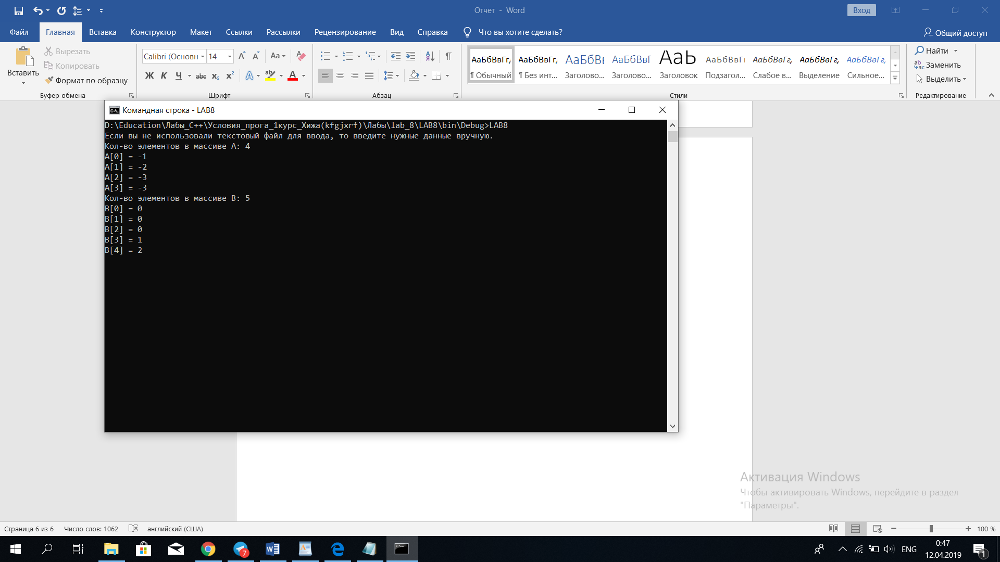 Отчет - Word
Вход
Файл Главная Вставка Конструктор Макет Ссылки Рассылки Рецензирование Вид Справка Что вы хотите сделать? Общий доступ
Вставить
Вырезать
Копировать
Формат по образцу
Буфер обмена
Calibri (Основн 14
Aa
Ж К Ч abc x₂ x² A aby A
Шрифт
Абзац
АаБбВвГг, АаБбВвГг, АаБбВв АаБбВвГ АаЬ АаБбВвГг АаБбВвГг, АаБбВвГг, АаБбВвГг,
¶ Обычный ¶ Без инт... Заголово... Заголово... Заголовок Подзагол... Слабое в... Выделение Сильное...
Стили
Найти
Заменить
Выделить
Редактирование
Командная строка - LAB8
D:\Education\Лабы_C++\Условия_прога_1курс_Хижа(kfgjxrf)\Лабы\lab_8\LAB8\bin\Debug>LAB8
Если вы не использовали текстовый файл для ввода, то введите нужные данные вручную.
Кол-во элементов в массиве A: 4
A[0] = -1
A[1] = -2
A[2] = -3
A[3] = -3
Кол-во элементов в массиве B: 5
B[0] = 0
B[1] = 0
B[2] = 0
B[3] = 1
B[4] = 2
Активация Windows
Чтобы активировать Windows, перейдите в раздел
"Параметры".
Страница 6 из 6 Число слов: 1062 английский (США) 100 %
7
ENG
0:47
12.04.2019
1